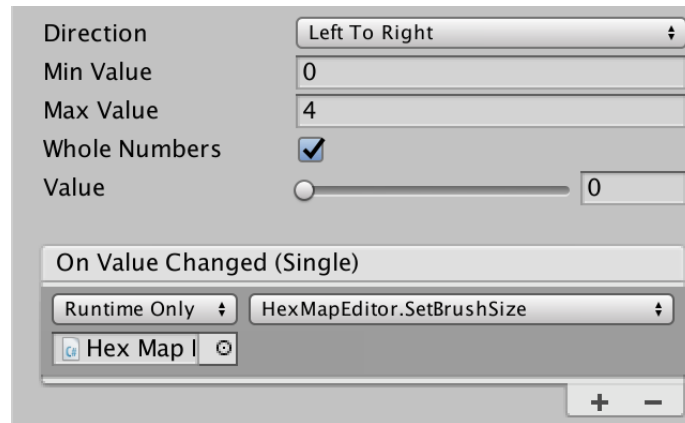 Direction Left To Right
Min Value 0
Max Value 4
Whole Numbers
Value 0
On Value Changed (Single)
Runtime Only HexMapEditor.SetBrushSize
Hex Map
+ −